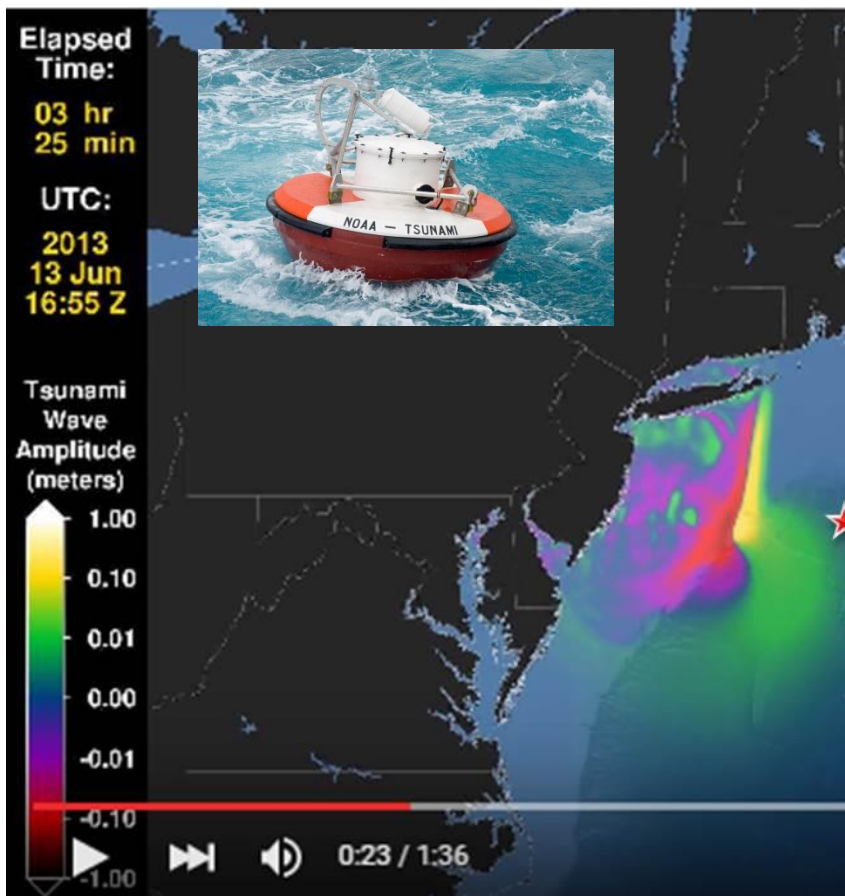 Elapsed
Time:
03 hr
25 min
UTC:
2013
13 Jun
16:55 Z
NOAA — TSUNAMI
Tsunami
Wave
Amplitude
(meters)
1.00
0.10
0.01
0.00
-0.01
-0.10
-1.00
0:23 / 1:36